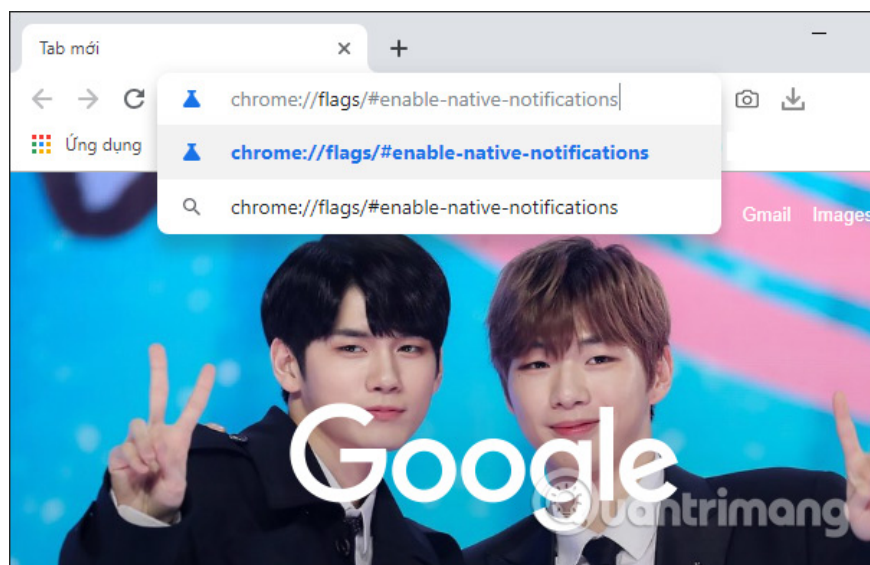 Tab mới
chrome://flags/#enable-native-notifications
Ứng dụng
chrome://flags/#enable-native-notifications
chrome://flags/#enable-native-notifications
Gmail Images
Google
Quantrimang